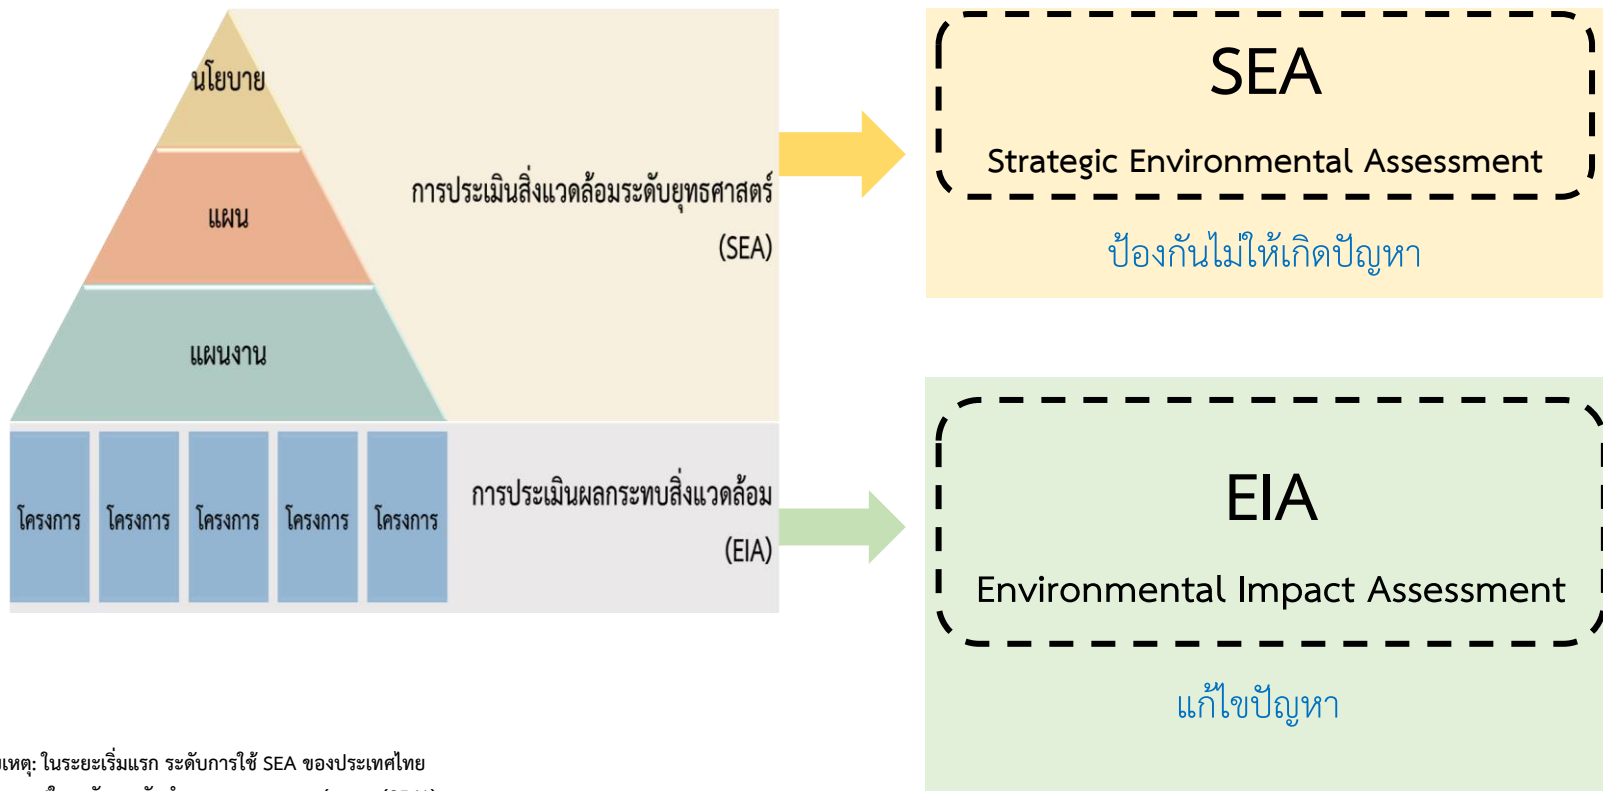 นโยบาย
แผน
แผนงาน
การประเมินสิ่งแวดล้อมระดับยุทธศาสตร์
(SEA)
โครงการ โครงการ โครงการ โครงการ โครงการ
การประเมินผลกระทบสิ่งแวดล้อม
(EIA)
SEA
Strategic Environmental Assessment
ป้องกันไม่ให้เกิดปัญหา
EIA
Environmental Impact Assessment
แก้ไขปัญหา
เหตุ: ในระยะเริ่มแรก ระดับการใช้ SEA ของประเทศไทย